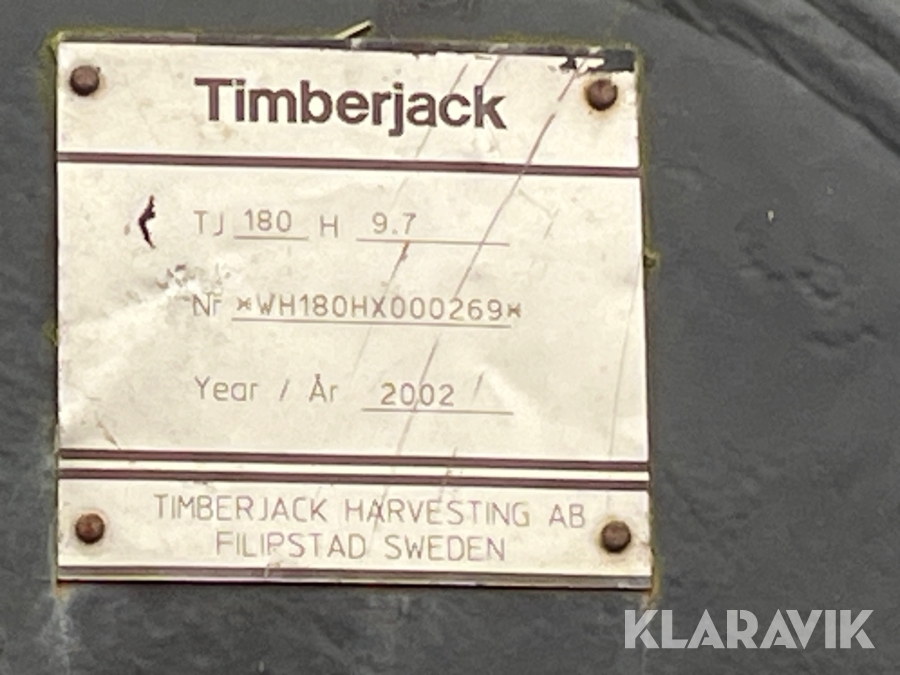 Timberjack
TJ 180 H 9.7
Nr *WH180HX000269*
Year / År 2002
TIMBERJACK HARVESTING AB
FILIPSTAD SWEDEN
KLARAVIK